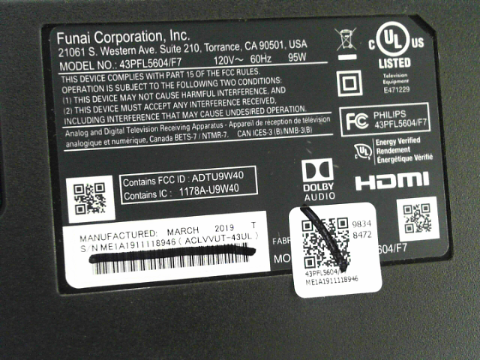 Funai Corporation, Inc.
21061 S. Western Ave. Suite 210, Torrance, CA 90501, USA
MODEL NO.: 43PFL5604/F7 120V~ 60Hz 95W
THIS DEVICE COMPLIES WITH PART 15 OF THE FCC RULES.
OPERATION IS SUBJECT TO THE FOLLOWING TWO CONDITIONS:
(1) THIS DEVICE MAY NOT CAUSE HARMFUL INTERFERENCE, AND
(2) THIS DEVICE MUST ACCEPT ANY INTERFERENCE RECEIVED,
INCLUDING INTERFERENCE THAT MAY CAUSE UNDESIRED OPERATION.
Analog and Digital Television Receiving Apparatus - Appareil de réception de télévision
analogique et numérique, Canada BETS-7 / NTMR-7. CAN ICES-3 (B)/NMB-3(B)
c UL US
LISTED
Television
Equipment
E471229
FC PHILIPS
43PFL5604/F7
UL Energy Verified
Rendement
Énergétique Vérifié
Contains FCC ID : ADTU9W40
Contains IC : 1178A-U9W40
DOLBY
AUDIO
HDMI
MANUFACTURED: MARCH 2019 T
S N ME1A1911118946 (ACLVVUT-43UL)
FABR
MO
9834
8472
43PFL5604/
ME1A1911118946
5604/F7